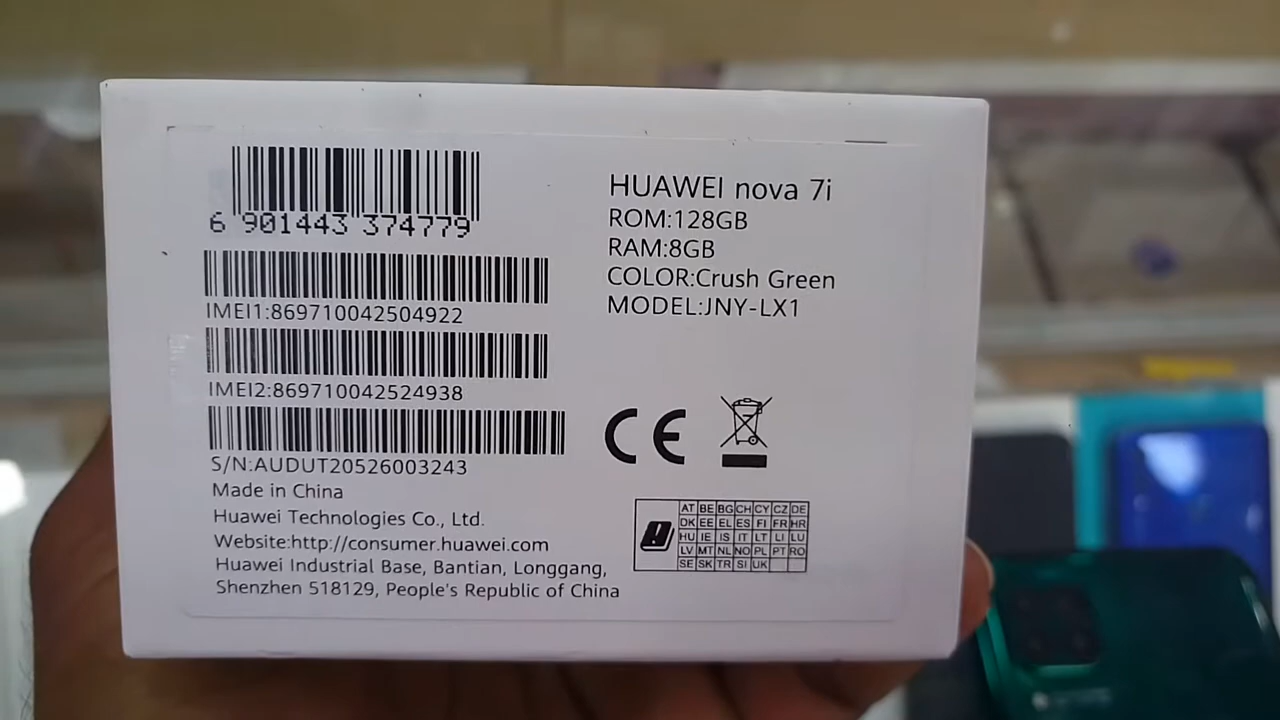 6 901443 374779
IMEI1:869710042504922
IMEI2:869710042524938
S/N:AUDUT20526003243
Made in China
Huawei Technologies Co., Ltd.
Website:http://consumer.huawei.com
Huawei Industrial Base, Bantian, Longgang,
Shenzhen 518129, People's Republic of China
HUAWEI nova 7i
ROM:128GB
RAM:8GB
COLOR:Crush Green
MODEL:JNY-LX1
CE
AT BE BG CH CY CZ DE
DK EE EL ES FI FR HR
HU IE IS IT LT LI LU
LV MT NL NO PL PT RO
SE SK TR SI UK